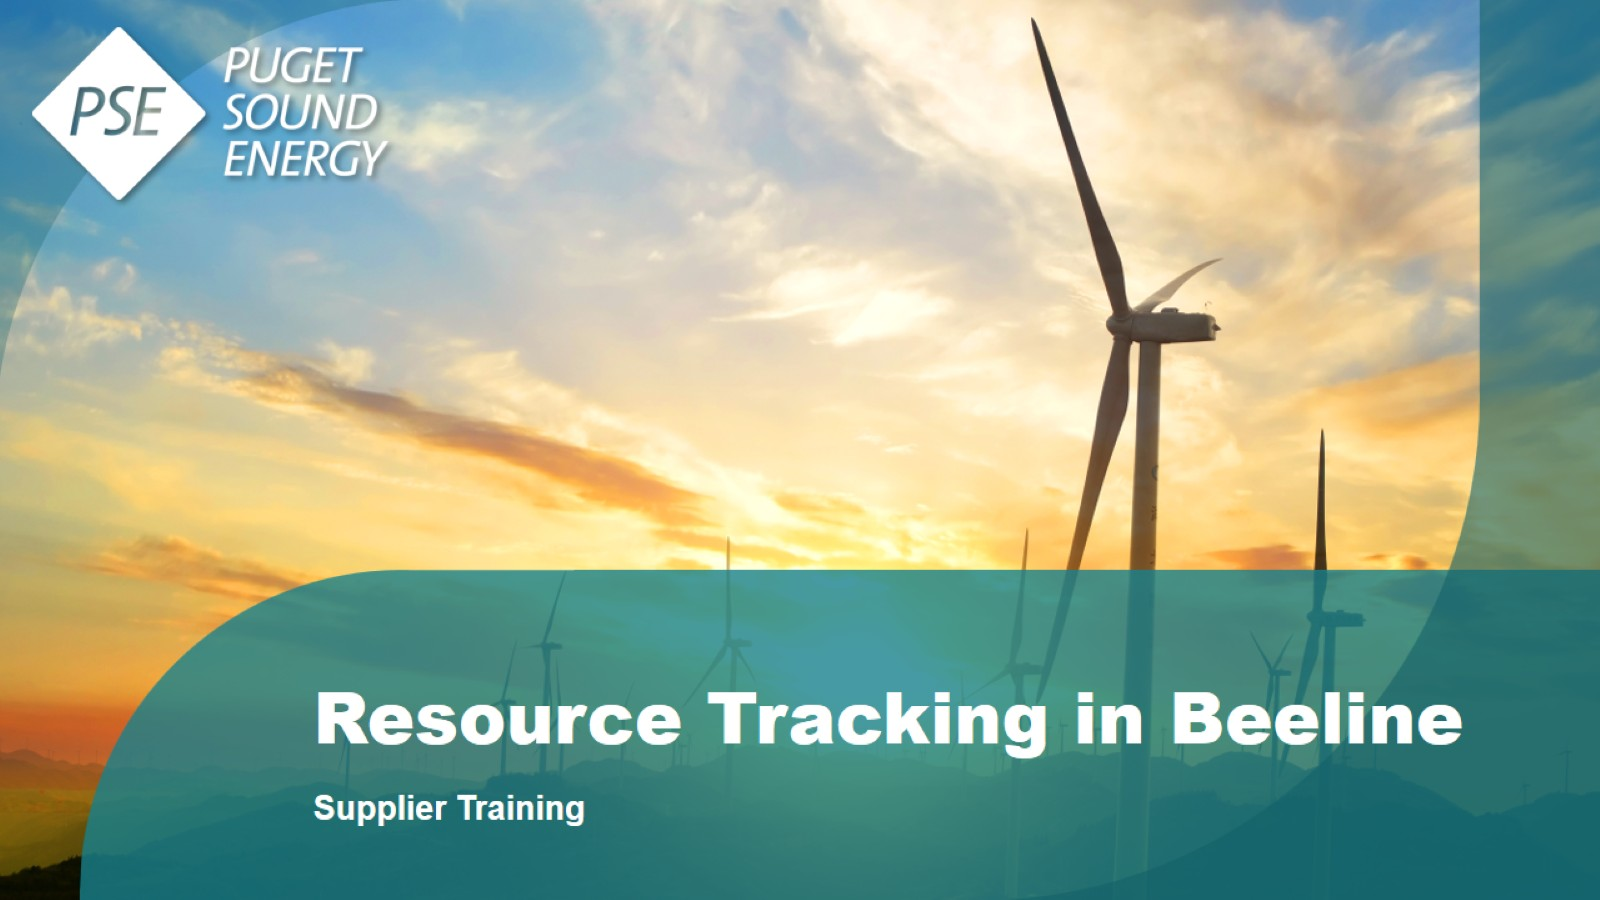 PSE
PUGET
SOUND
ENERGY
Resource Tracking in Beeline
Supplier Training